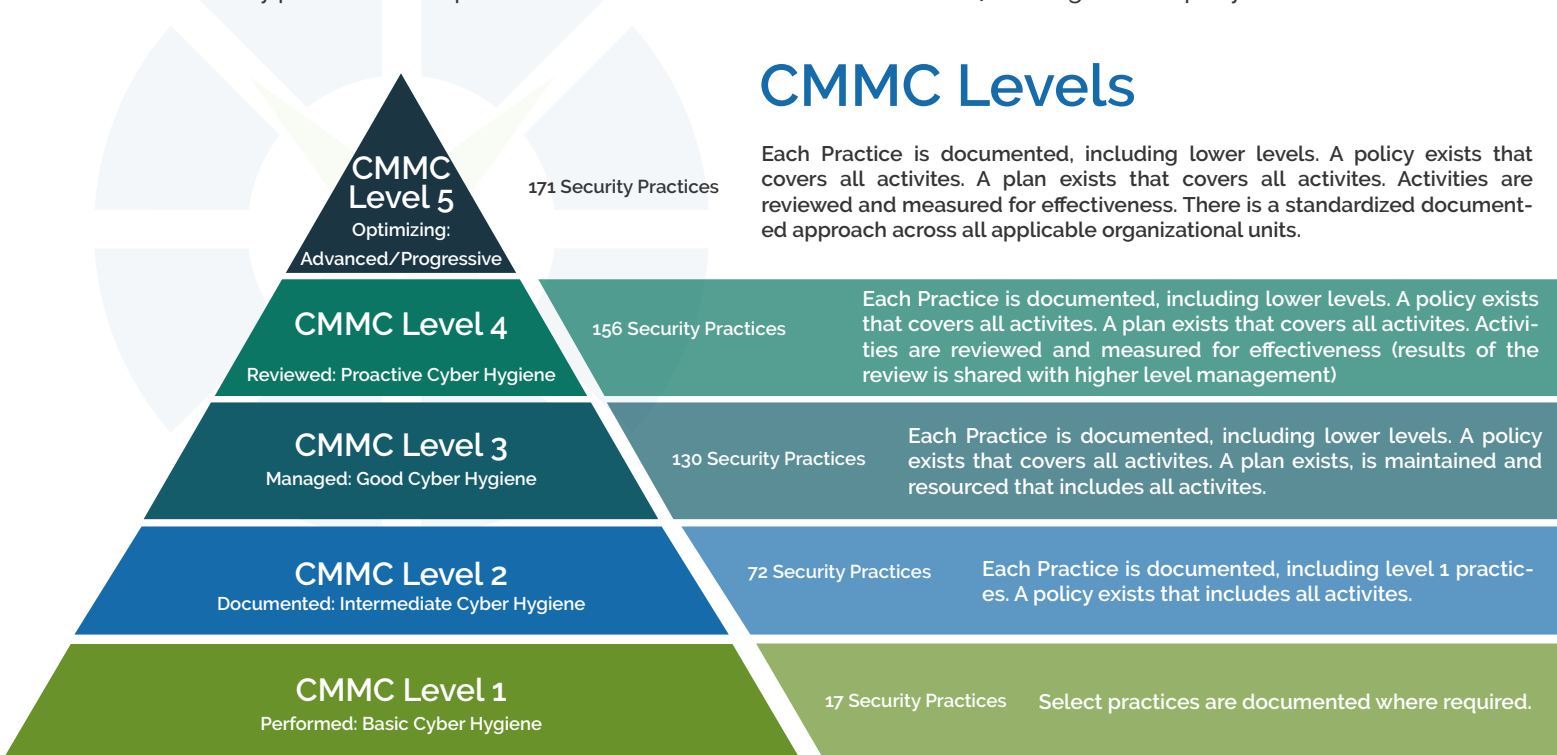 CMMC Levels
Each Practice is documented, including lower levels. A policy exists that
covers all activites. A plan exists that covers all activites. Activities are
reviewed and measured for effectiveness. There is a standardized document-
ed approach across all applicable organizational units.
CMMC
Level 5
Optimizing:
Advanced/Progressive
171 Security Practices
CMMC Level 4
Reviewed: Proactive Cyber Hygiene
156 Security Practices
Each Practice is documented, including lower levels. A policy exists
that covers all activites. A plan exists that covers all activites. Activi-
ties are reviewed and measured for effectiveness (results of the
review is shared with higher level management)
CMMC Level 3
Managed: Good Cyber Hygiene
130 Security Practices
Each Practice is documented, including lower levels. A policy
exists that covers all activites. A plan exists, is maintained and
resourced that includes all activites.
CMMC Level 2
Documented: Intermediate Cyber Hygiene
72 Security Practices
Each Practice is documented, including level 1 practic-
es. A policy exists that includes all activites.
CMMC Level 1
Performed: Basic Cyber Hygiene
17 Security Practices
Select practices are documented where required.